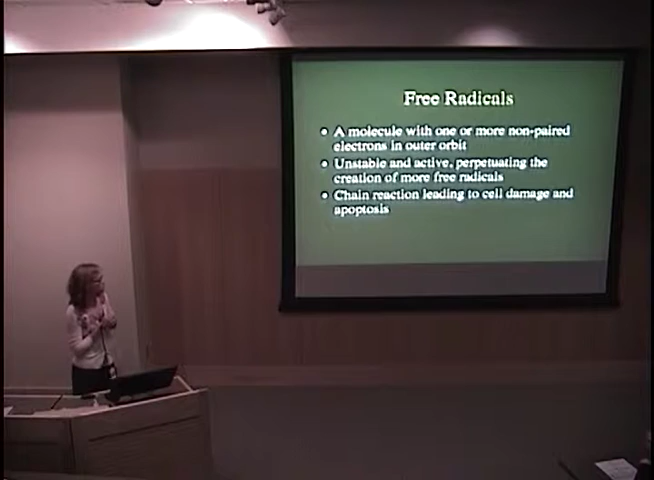 Free Radicals
• A molecule with one or more non-paired
electrons in outer orbit
• Unstable and active, perpetuating the
creation of more free radicals
• Chain reaction leading to cell damage and
apoptosis